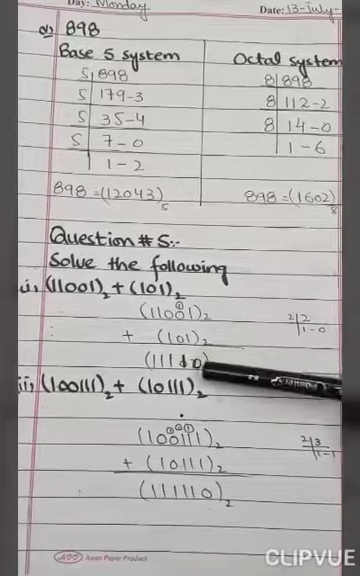 Day: Monday Date: 13-July-
898
Base 5 system Octal system
5 898 8 898
5 179-3 8 112-2
5 35-4 8 14-0
5 7-0 1-6
1-2
898=(12043)5 898=(1602)8
Question #5:-
Solve the following
i, (11001)2 + (101)2
(11001)2 2 2
+ (101)2 1-0
(11110)
ii, (100111)2 + (10111)2
(100111)2 2 3
+ (10111)2 1-1
(111110)2
Awan Paper Product
CLIPVUE